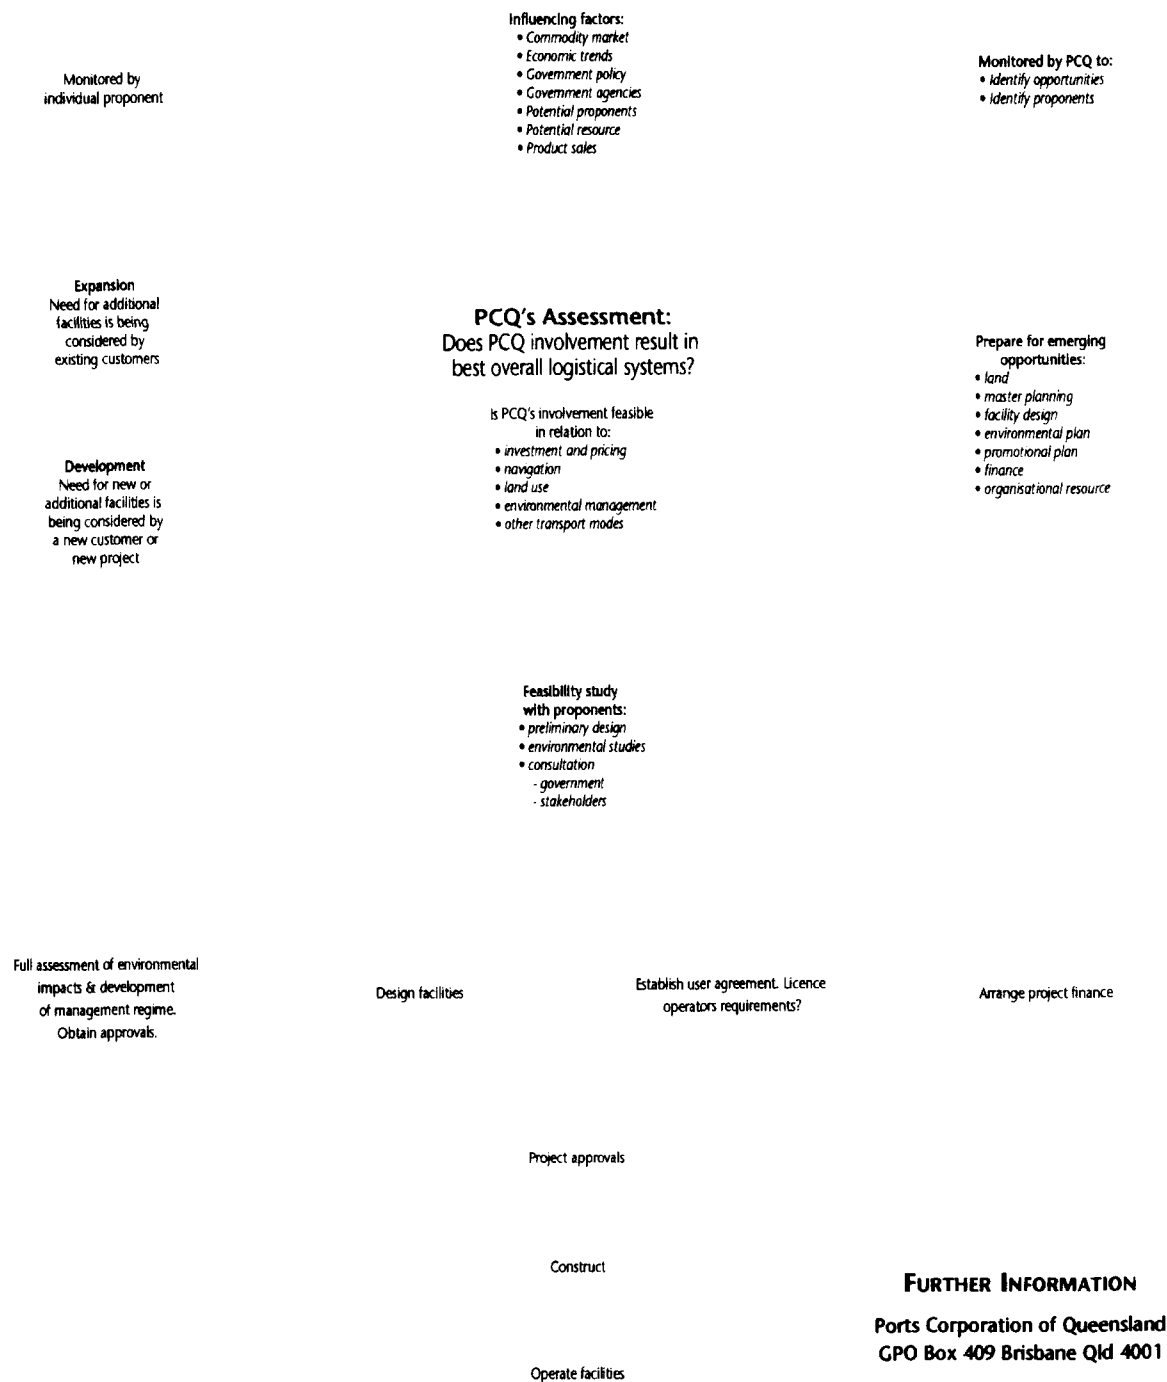 Influencing factors:
• Commodity market
• Economic trends
• Government policy
• Government agencies
• Potential proponents
• Potential resource
• Product sales
Monitored by
individual proponent
Monitored by PCQ to:
• Identify opportunities
• Identify proponents
Expansion
Need for additional
facilities is being
considered by
existing customers
Development
Need for new or
additional facilities is
being considered by
a new customer or
new project
PCQ's Assessment:
Does PCQ involvement result in
best overall logistical systems?
Is PCQ's involvement feasible
in relation to:
• investment and pricing
• navigation
• land use
• environmental management
• other transport modes
Prepare for emerging
opportunities:
• land
• master planning
• facility design
• environmental plan
• promotional plan
• finance
• organisational resource
Feasibility study
with proponents:
• preliminary design
• environmental studies
• consultation
- government
- stakeholders
Full assessment of environmental
impacts & development
of management regime.
Obtain approvals.
Design facilities
Establish user agreement. Licence
operators requirements?
Arrange project finance
Project approvals
Construct
Operate facilities
FURTHER INFORMATION
Ports Corporation of Queensland
GPO Box 409 Brisbane Qld 4001